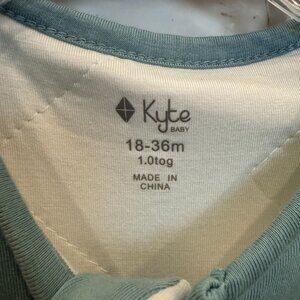 Kyte
BABY
18-36m
1.0tog
MADE IN
CHINA